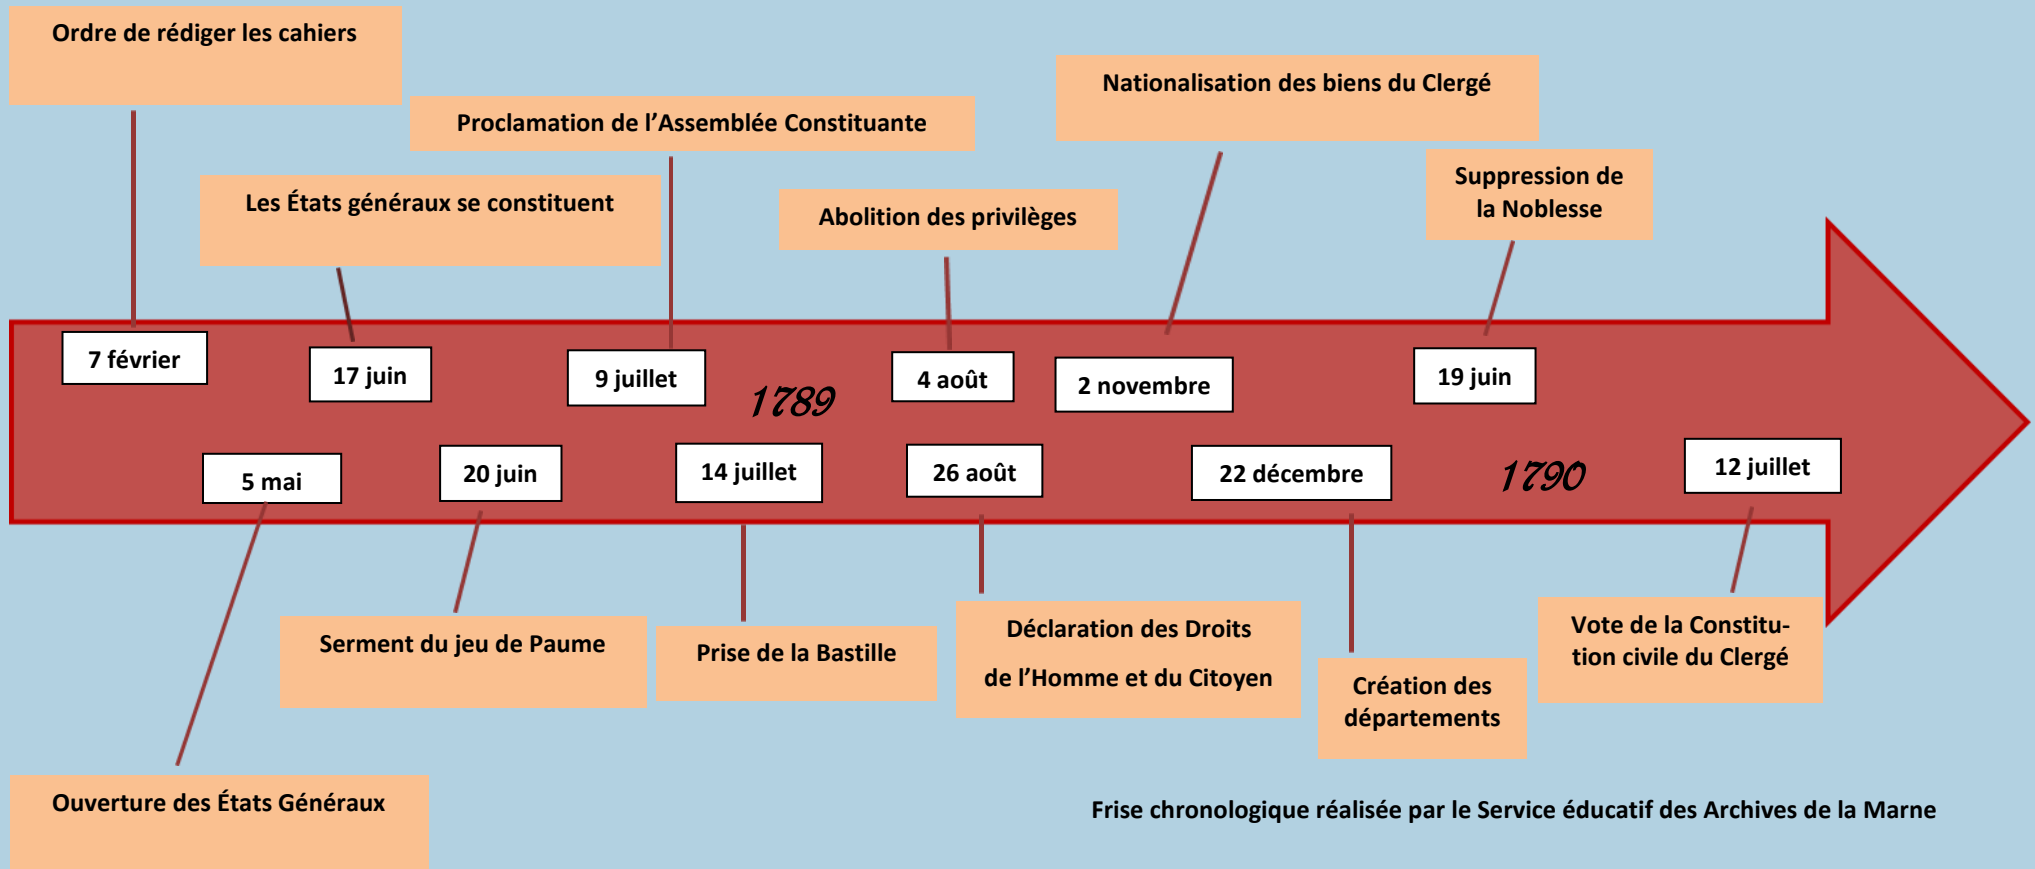 Ordre de rédiger les cahiers
Nationalisation des biens du Clergé
Proclamation de l’Assemblée Constituante
Suppression de
la Noblesse
Les États généraux se constituent
Abolition des privilèges
7 février
17 juin
9 juillet
1789
4 août
2 novembre
19 juin
5 mai
20 juin
14 juillet
26 août
22 décembre
1790
12 juillet
Serment du jeu de Paume
Prise de la Bastille
Déclaration des Droits
de l’Homme et du Citoyen
Création des
départements
Vote de la Constitu-
tion civile du Clergé
Ouverture des États Généraux
Frise chronologique réalisée par le Service éducatif des Archives de la Marne